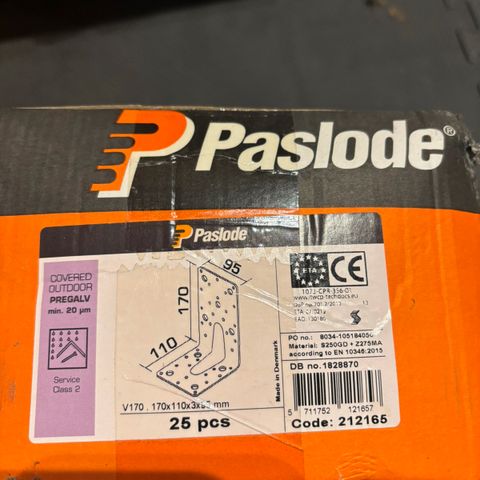 Paslode®
Paslode
COVERED
OUTDOOR
PREGALV
min. 20 µm
Service
Class 2
95
170
110
V170 . 170x110x3x95 mm
25 pcs
Made in Denmark
ETA
CE
1073-CPR-356-01
13
PO no.: 8034-105184050
Material: S250GD + Z275MA
according to EN 10346:2015
DB no.1828870
5 711752 121657
Code: 212165